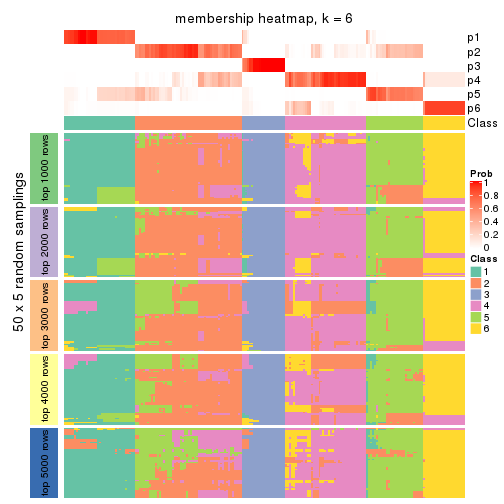 membership heatmap, k = 6
p1
p2
p3
p4
p5
p6
Class
50 x 5 random samplings
top 1000 rows
top 2000 rows
top 3000 rows
top 4000 rows
top 5000 rows
Prob
1
0.8
0.6
0.4
0.2
0
Class
1
2
3
4
5
6